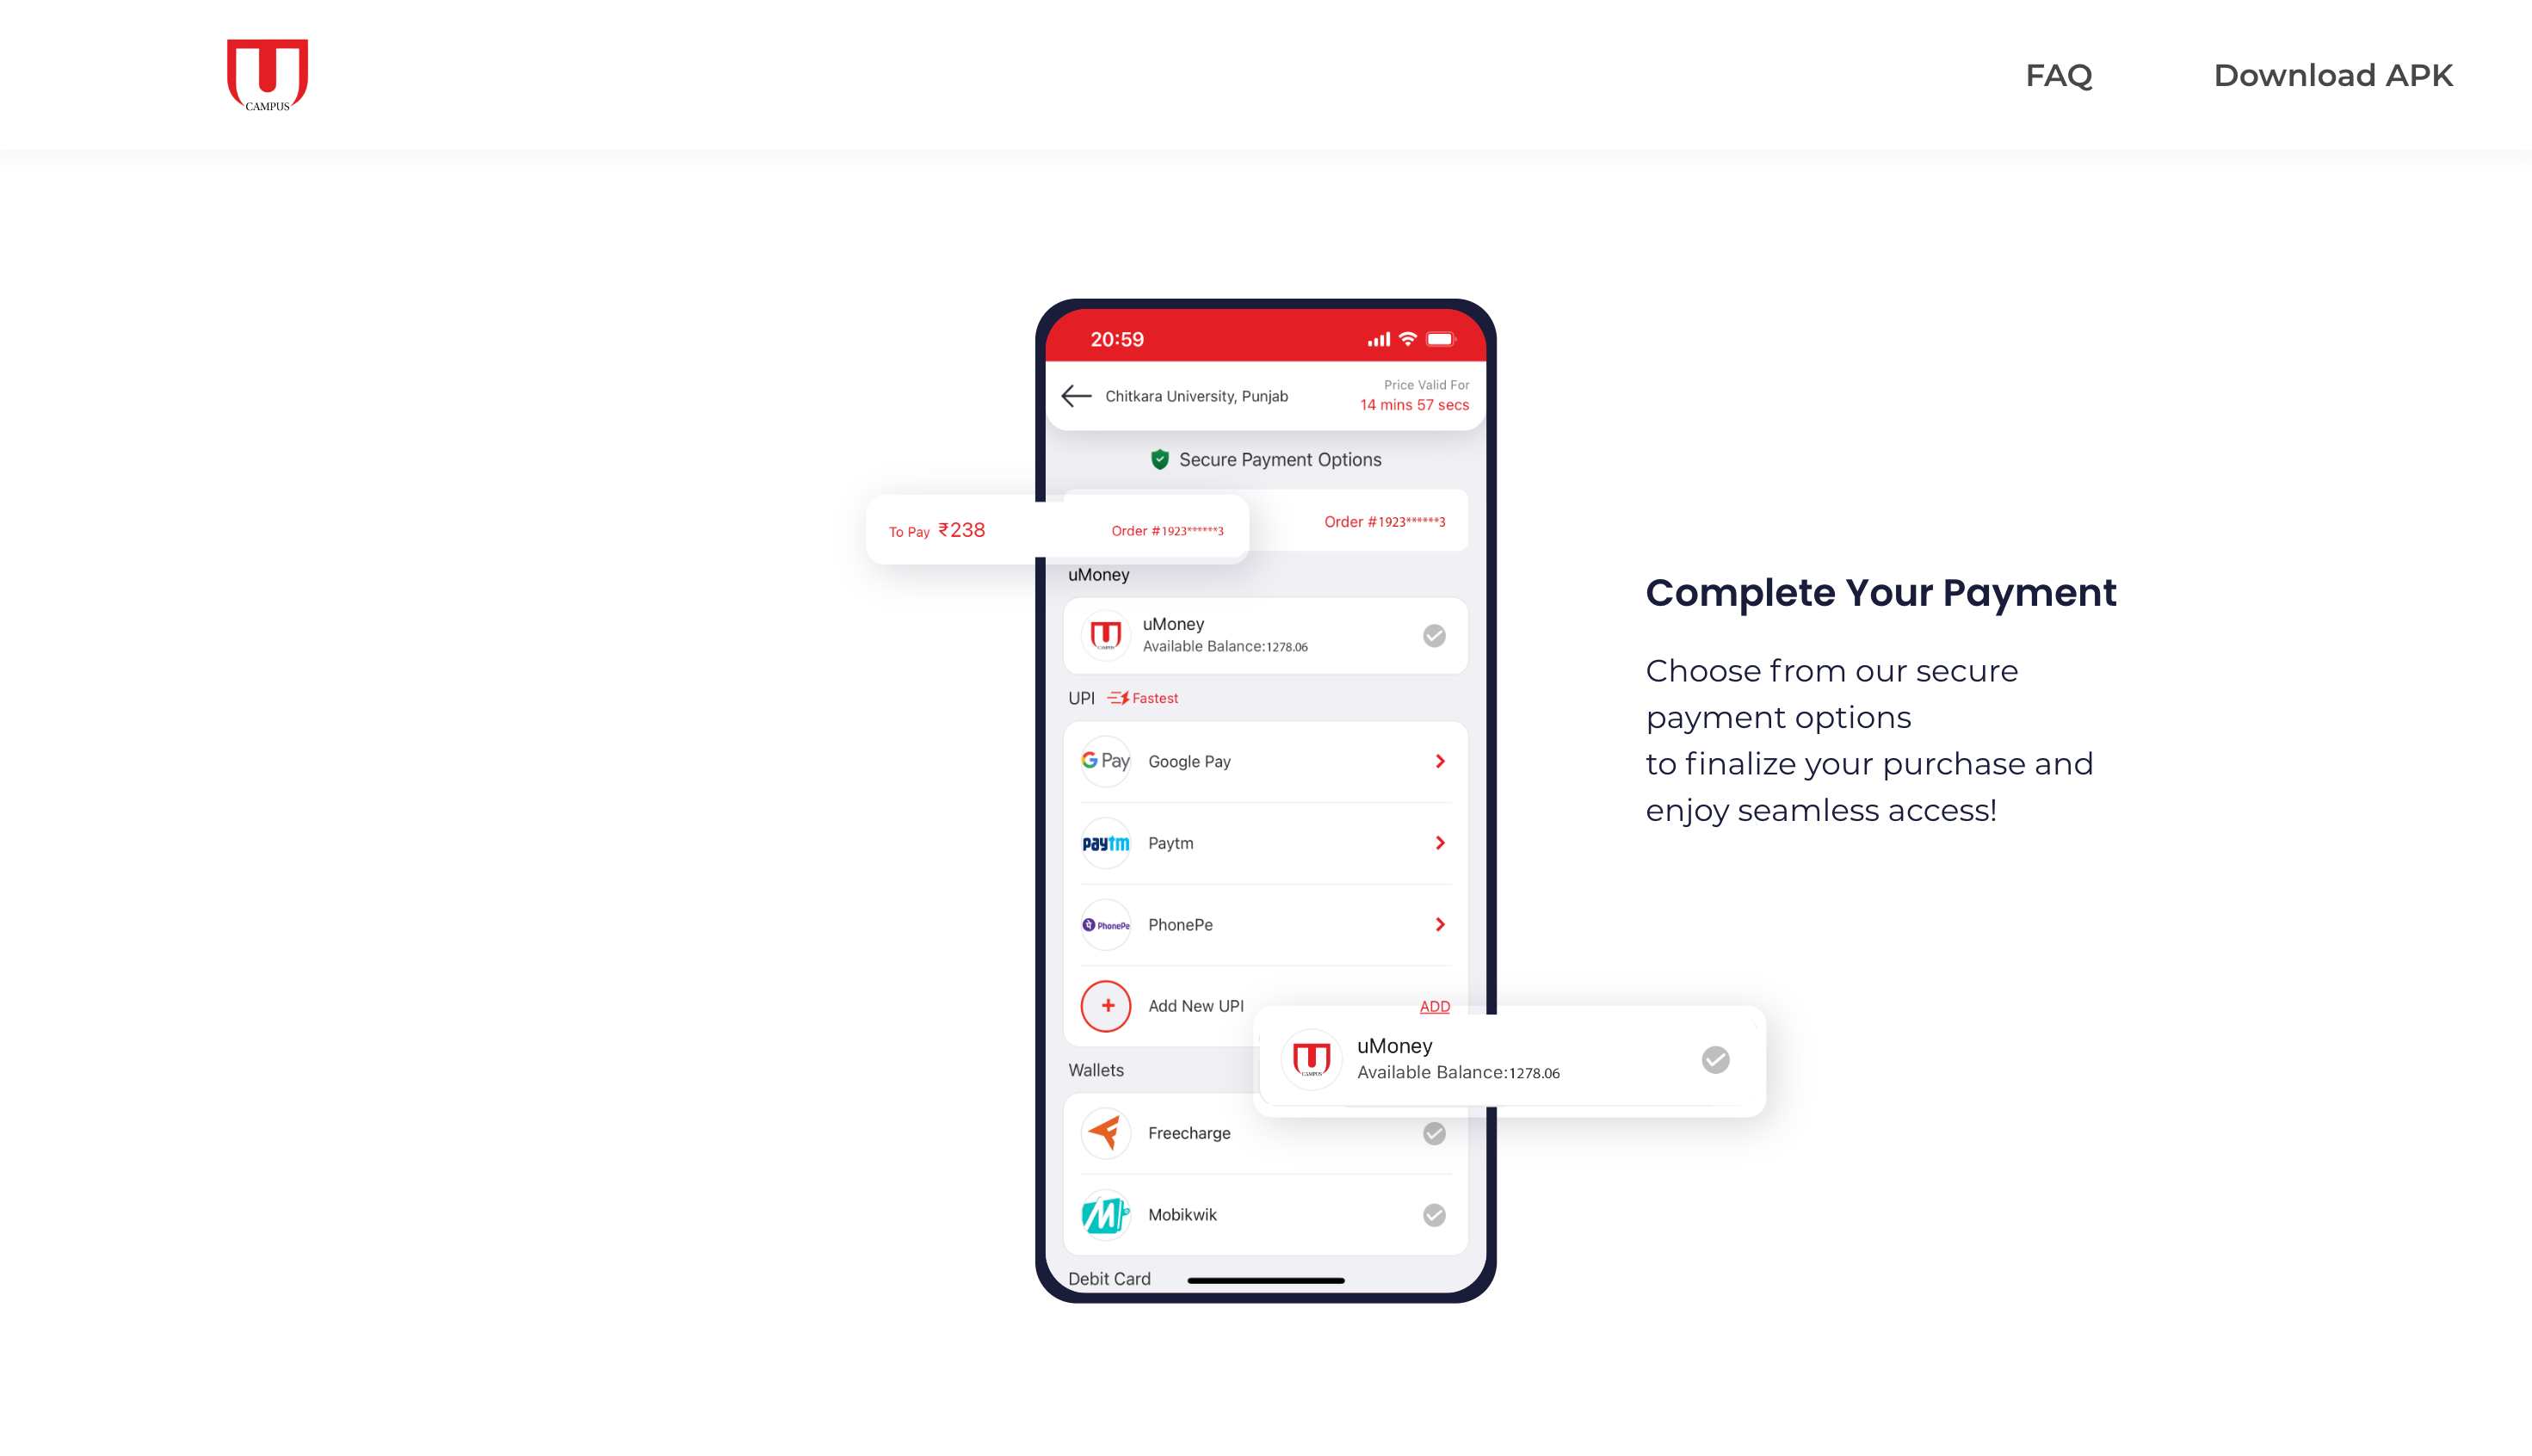 CAMPUS
FAQ
Download APK
20:59
Chitkara University, Punjab
Price Valid For
14 mins 57 secs
Secure Payment Options
To Pay ₹238
Order #1923******3
Order #1923******3
uMoney
CAMPUS
uMoney
Available Balance:1278.06
UPI
Fastest
G Pay
Google Pay
paytm
Paytm
PhonePe
PhonePe
+
Add New UPI
ADD
CAMPUS
uMoney
Available Balance:1278.06
Wallets
Freecharge
Mobikwik
Debit Card
Complete Your Payment
Choose from our secure
payment options
to finalize your purchase and
enjoy seamless access!